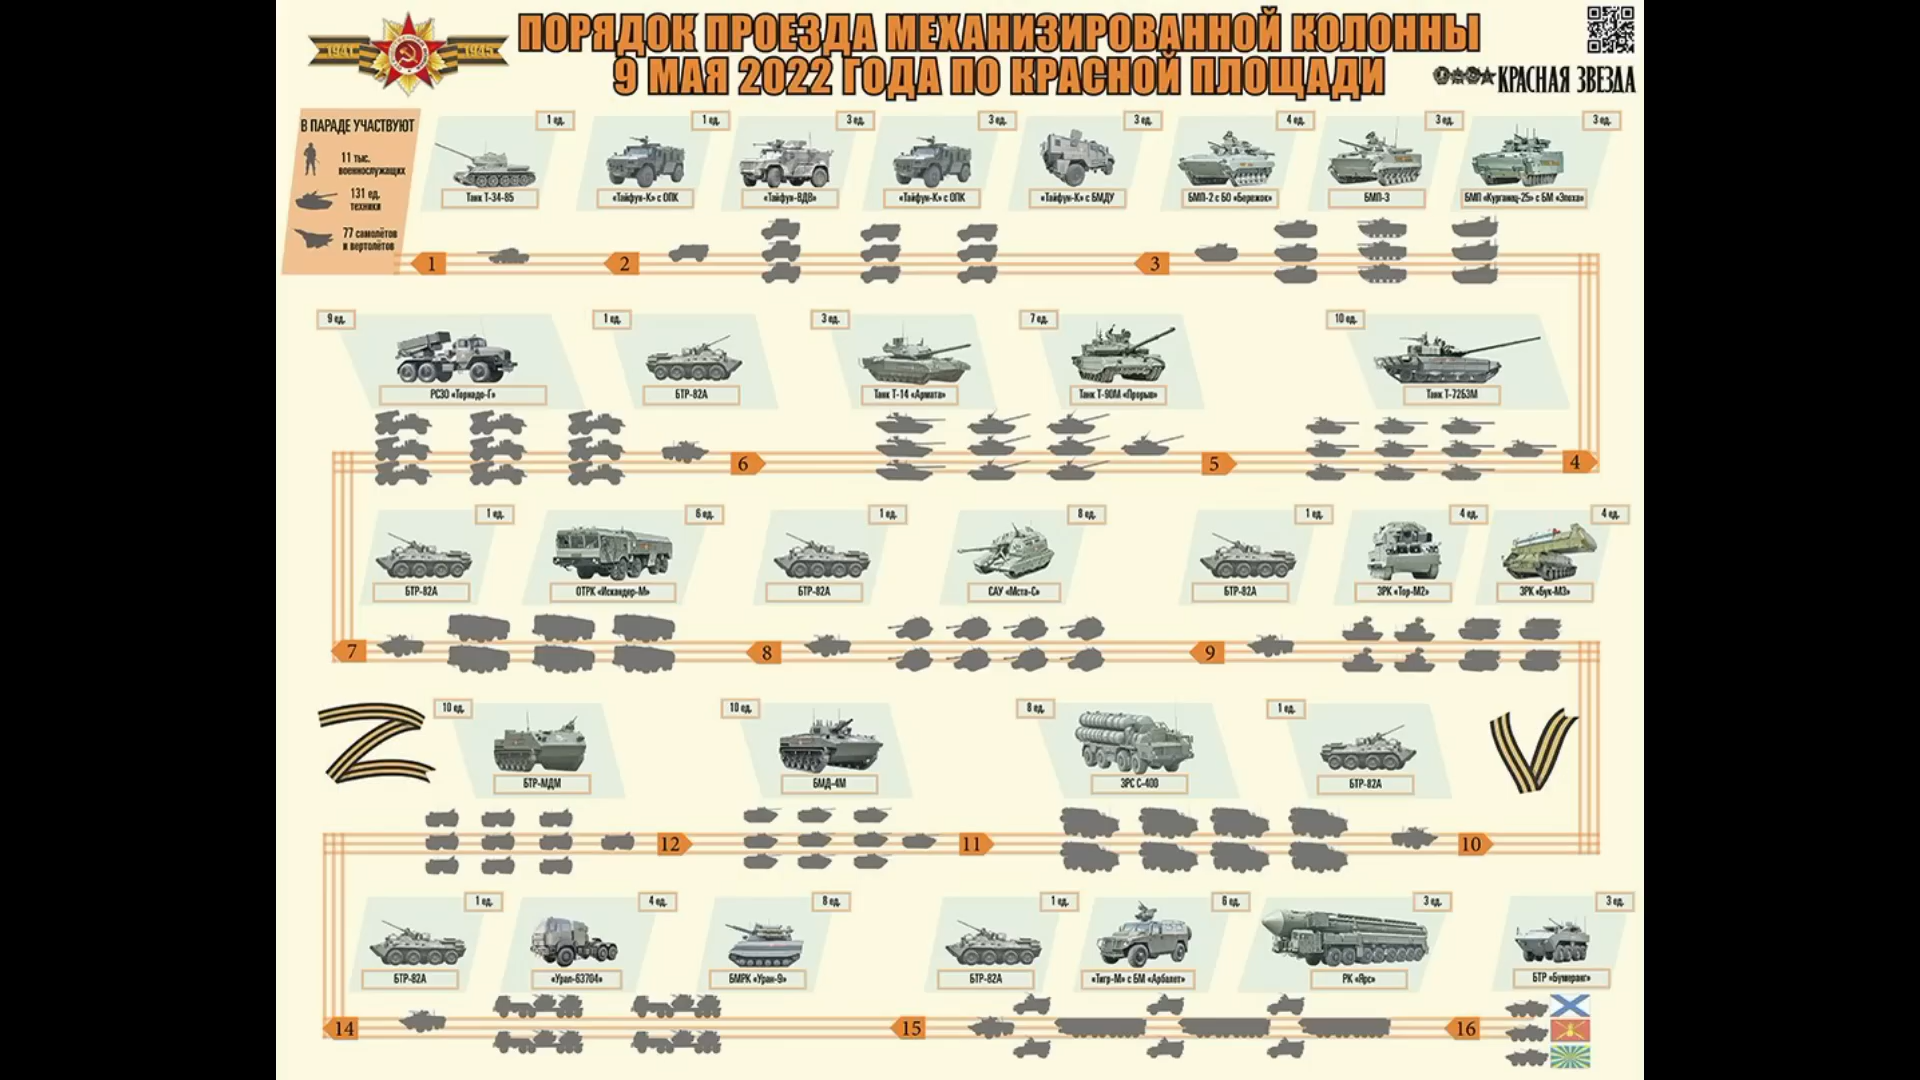 1941 1945
ПОРЯДОК ПРОЕЗДА МЕХАНИЗИРОВАННОЙ КОЛОННЫ
9 МАЯ 2022 ГОДА ПО КРАСНОЙ ПЛОЩАДИ
КРАСНАЯ ЗВЕЗДА
В ПАРАДЕ УЧАСТВУЮТ
11 тыс.
военнослужащих
131 ед.
техники
77 самолётов
и вертолётов
1 ед. 1 ед. 3 ед. 3 ед. 3 ед. 4 ед. 3 ед. 3 ед.
Танк Т-34-85 «Тайфун-К» с ОПК «Тайфун-ВДВ» «Тайфун-К» с ОПК «Тайфун-К» с БМДУ БМП-2 с БО «Бережок» БМП-3 БМП «Курганец-25» с БМ «Эпоха»
1 2 3
9 ед. 1 ед. 3 ед. 7 ед. 10 ед.
РСЗО «Торнадо-Г» БТР-82А Танк Т-14 «Армата» Танк Т-90М «Прорыв» Танк Т-72Б3М
6 5 4
1 ед. 6 ед. 1 ед. 8 ед. 1 ед. 4 ед. 4 ед.
БТР-82А ОТРК «Искандер-М» БТР-82А САУ «Мста-С» БТР-82А ЗРК «Тор-М2» ЗРК «Бук-М3»
7 8 9
Z 10 ед. 10 ед. 8 ед. 1 ед. V
БТР-МДМ БМД-4М ЗРС С-400 БТР-82А
12 11 10
1 ед. 4 ед. 8 ед. 1 ед. 6 ед. 3 ед. 3 ед.
БТР-82А «Урал-63704» БМРК «Уран-9» БТР-82А «Тигр-М» с БМ «Арбалет» РК «Ярс» БТР «Бумеранг»
14 15 16